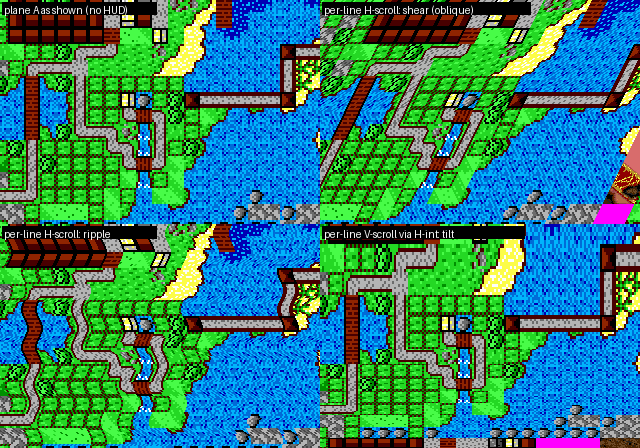 plane A as shown (no HUD)
per-line H-scroll: shear (oblique)
per-line H-scroll: ripple
per-line V-scroll via H-int tilt